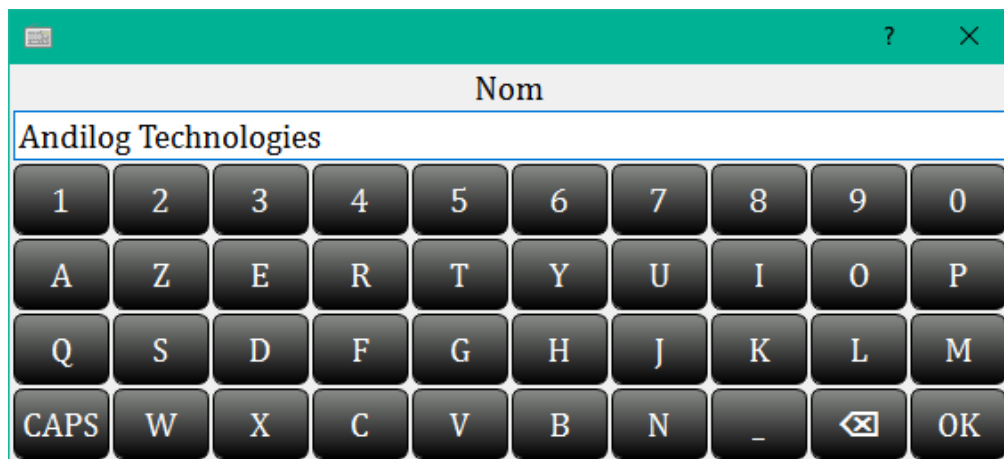 ?
Nom
Andilog Technologies
1 2 3 4 5 6 7 8 9 0
A Z E R T Y U I O P
Q S D F G H J K L M
CAPS W X C V B N _ OK